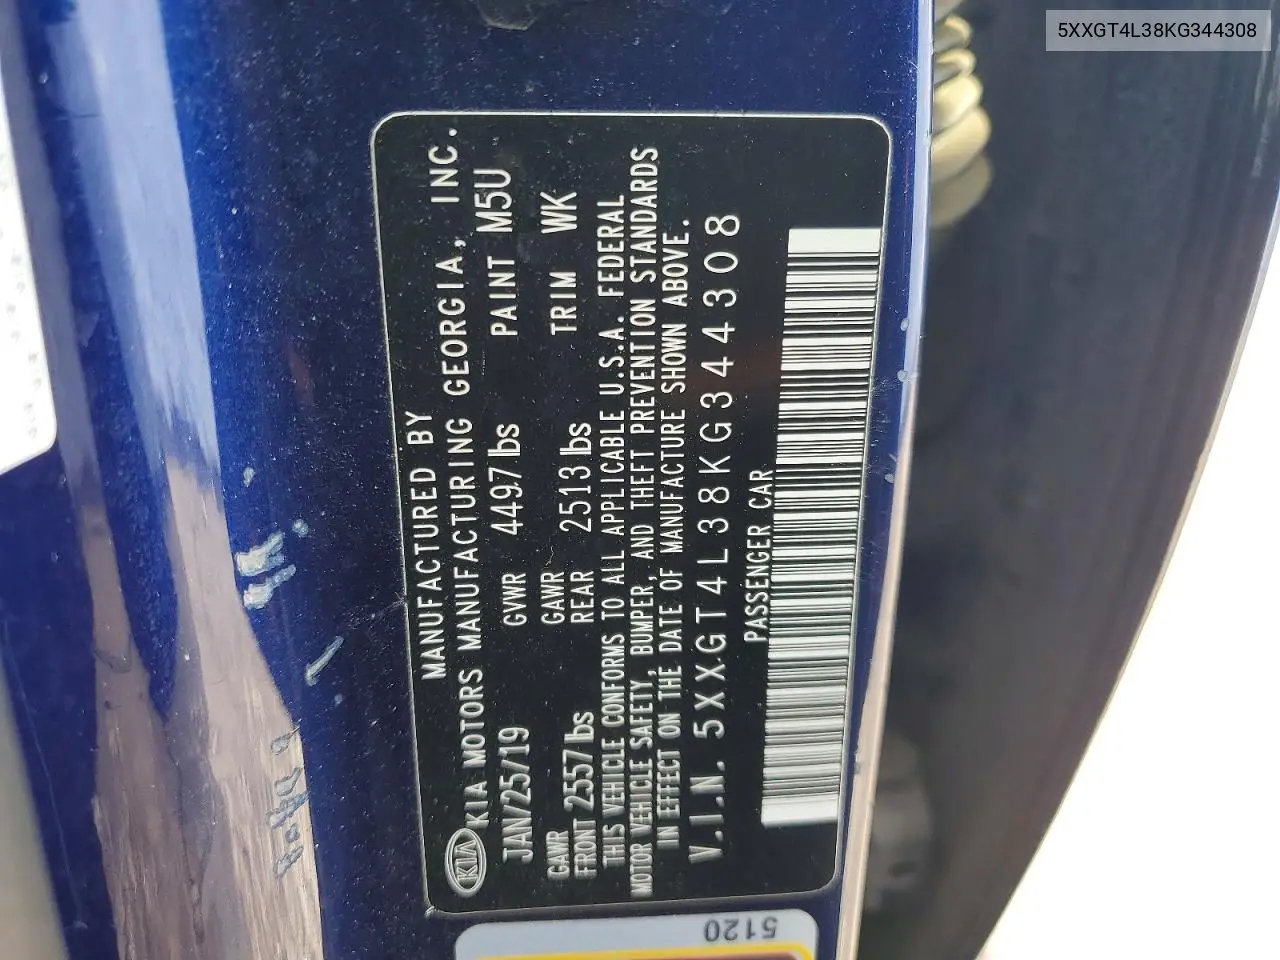 5XXGT4L38KG344308
MANUFACTURED BY
KIA KIA MOTORS MANUFACTURING GEORGIA, INC.
JAN/25/19 GVWR 4497 lbs PAINT M5U
GAWR FRONT 2557 lbs GAWR REAR 2513 lbs TRIM WK
THIS VEHICLE CONFORMS TO ALL APPLICABLE U.S.A. FEDERAL
MOTOR VEHICLE SAFETY, BUMPER, AND THEFT PREVENTION STANDARDS
IN EFFECT ON THE DATE OF MANUFACTURE SHOWN ABOVE.
V.I.N. 5XXGT4L38KG344308
PASSENGER CAR
5120